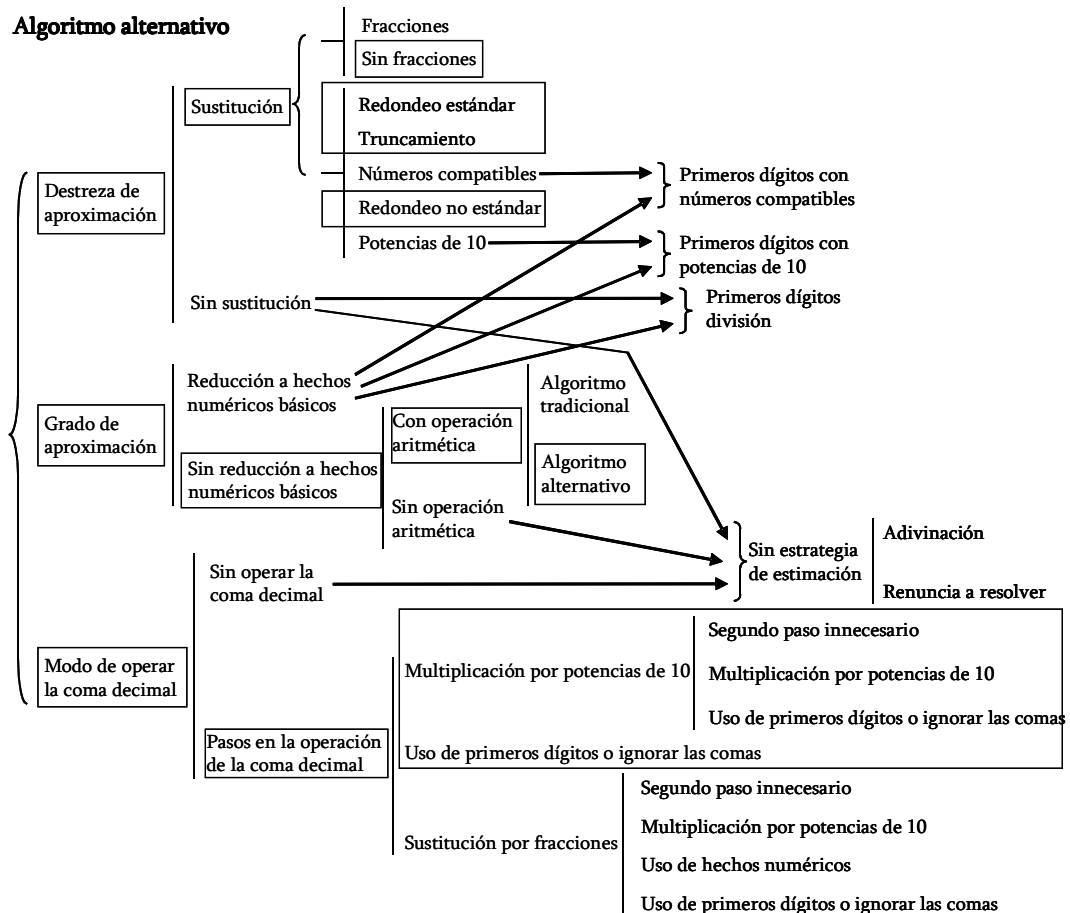 Algoritmo alternativo
Fracciones
Sin fracciones
Sustitución
Redondeo estándar
Truncamiento
Números compatibles
Redondeo no estándar
Potencias de 10
Destreza de
aproximación
Sin sustitución
Primeros dígitos con
números compatibles
Primeros dígitos con
potencias de 10
Primeros dígitos
división
Grado de
aproximación
Reducción a hechos
numéricos básicos
Sin reducción a hechos
numéricos básicos
Con operación
aritmética
Algoritmo
tradicional
Algoritmo
alternativo
Sin operación
aritmética
Sin estrategia
de estimación
Adivinación
Renuncia a resolver
Modo de operar
la coma decimal
Sin operar la
coma decimal
Pasos en la operación
de la coma decimal
Multiplicación por potencias de 10
Segundo paso innecesario
Multiplicación por potencias de 10
Uso de primeros dígitos o ignorar las comas
Uso de primeros dígitos o ignorar las comas
Sustitución por fracciones
Segundo paso innecesario
Multiplicación por potencias de 10
Uso de hechos numéricos
Uso de primeros dígitos o ignorar las comas